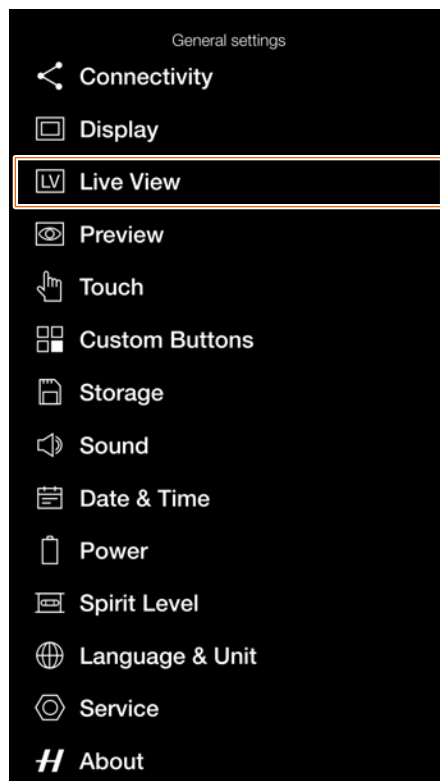 General settings
Connectivity
Display
LV Live View
Preview
Touch
Custom Buttons
Storage
Sound
Date & Time
Power
Spirit Level
Language & Unit
Service
H About